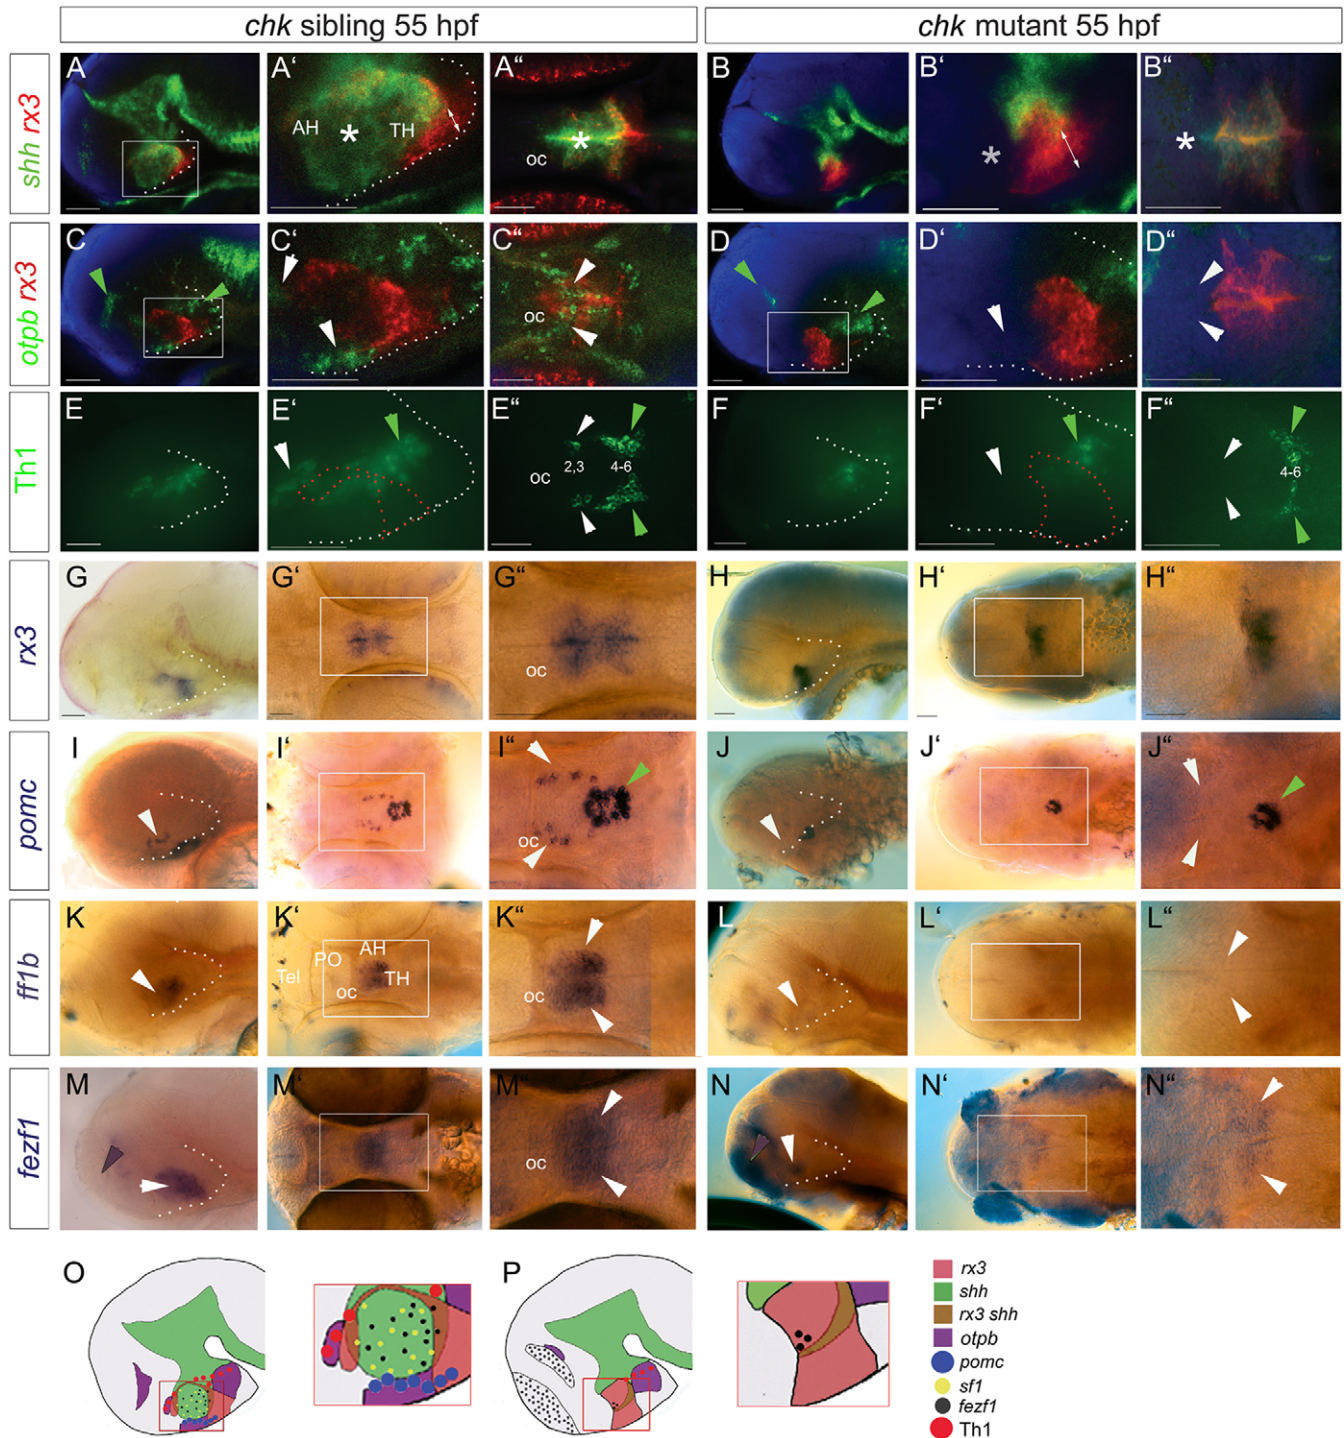 chk sibling 55 hpf
chk mutant 55 hpf
shh rx3
A
A‘
AH
*
TH
A“
*
oc
B
B‘
*
B“
*
otpb rx3
C
C‘
C“
oc
D
D‘
D“
Th1
E
E‘
E“
2,3
4-6
oc
F
F‘
F“
4-6
rx3
G
G‘
G“
oc
H
H‘
H“
pomc
I
I‘
I“
oc
J
J‘
J“
ff1b
K
K‘
Tel
PO
AH
TH
oc
K“
oc
L
L‘
L“
fezf1
M
M‘
M“
oc
N
N‘
N“
O
P
rx3
shh
rx3 shh
otpb
pomc
sf1
fezf1
Th1